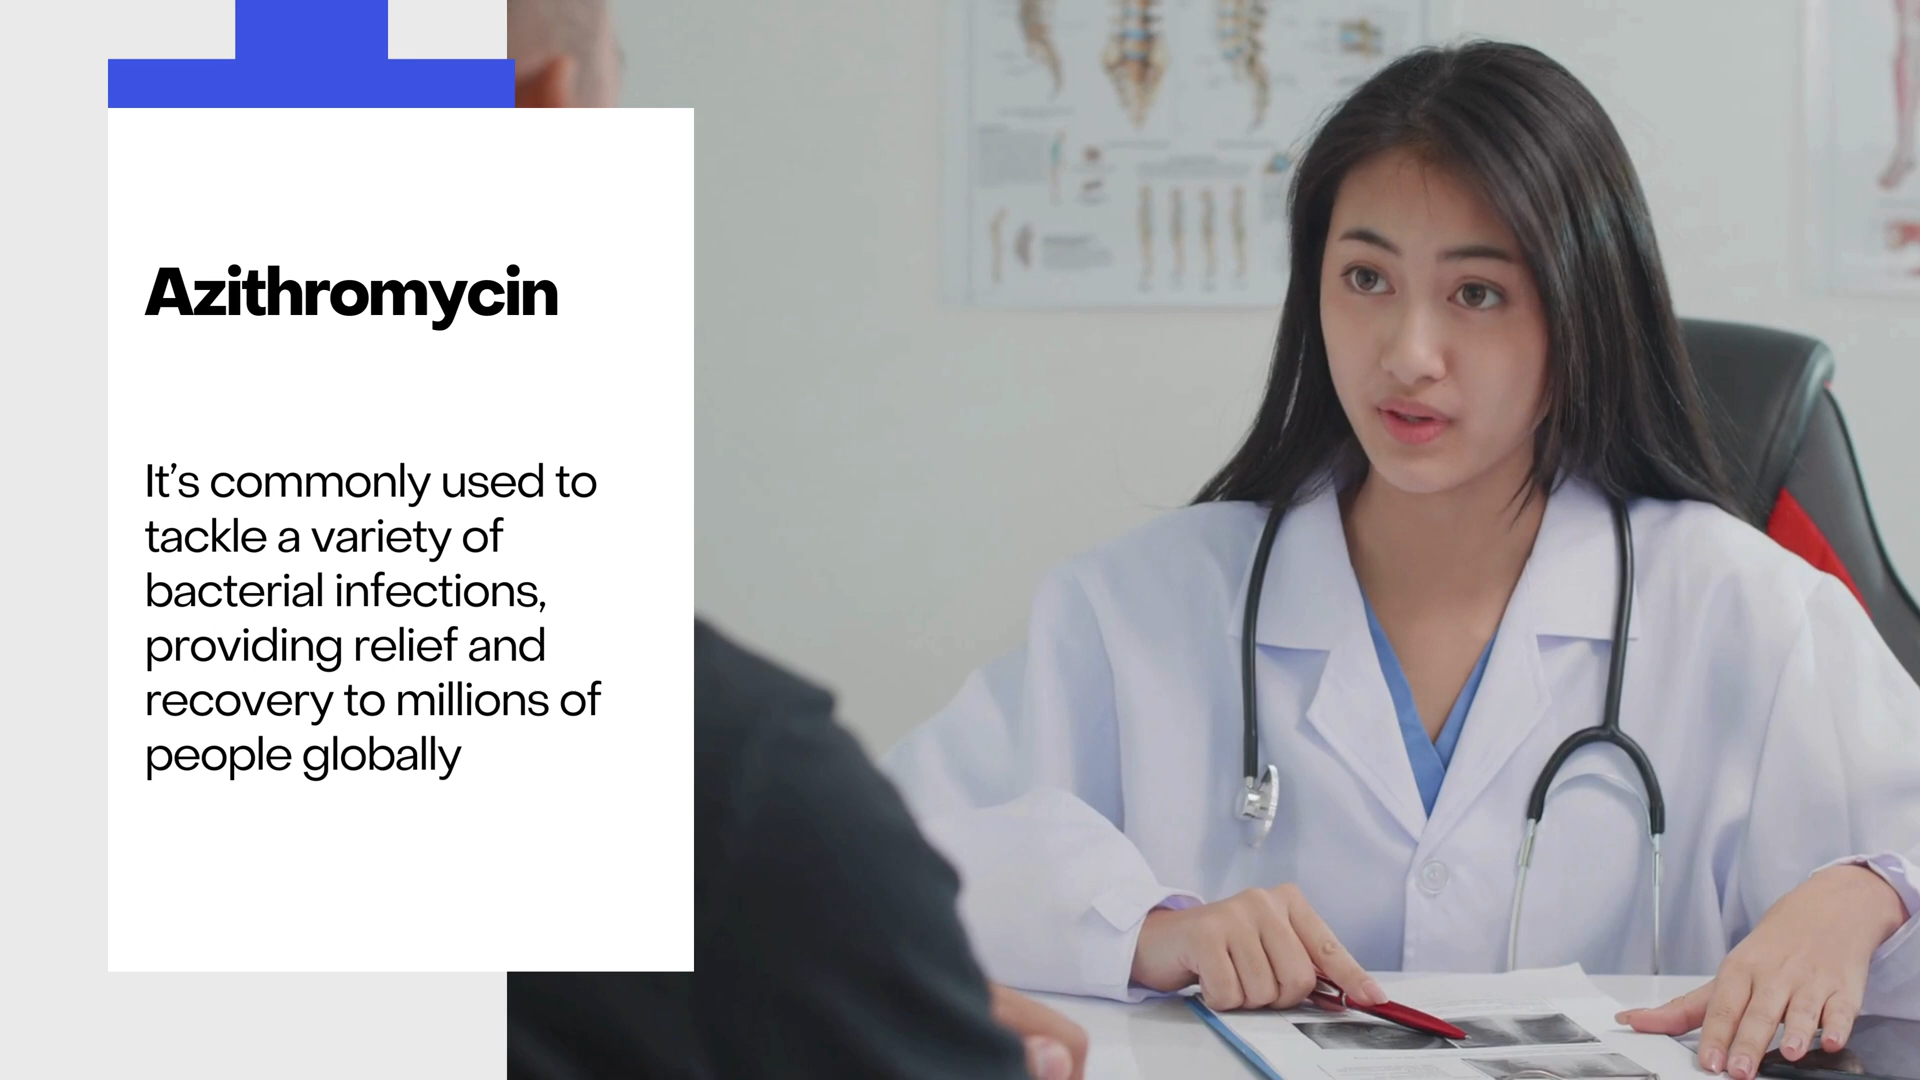 Azithromycin
It's commonly used to
tackle a variety of
bacterial infections,
providing relief and
recovery to millions of
people globally